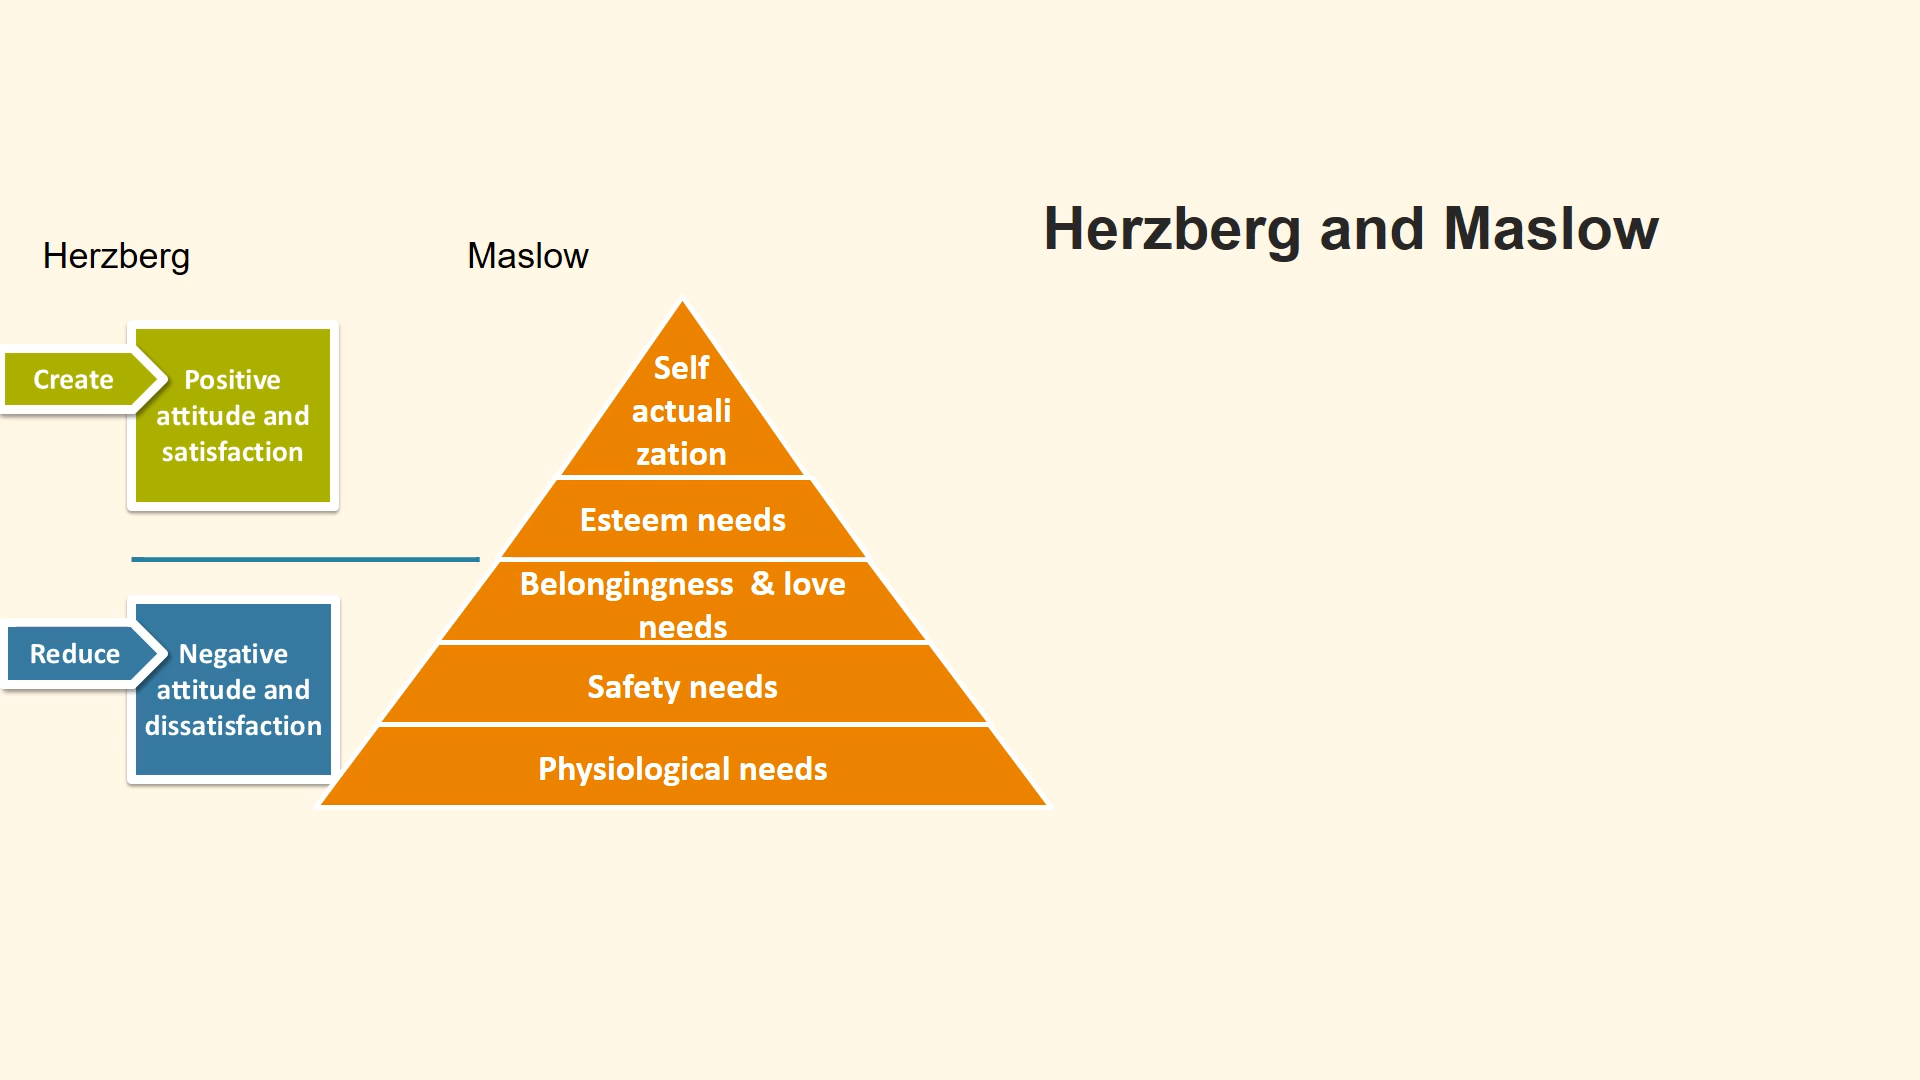 Herzberg and Maslow
Herzberg
Maslow
Create
Positive
attitude and
satisfaction
Reduce
Negative
attitude and
dissatisfaction
Self
actuali
zation
Esteem needs
Belongingness  & love
needs
Safety needs
Physiological needs